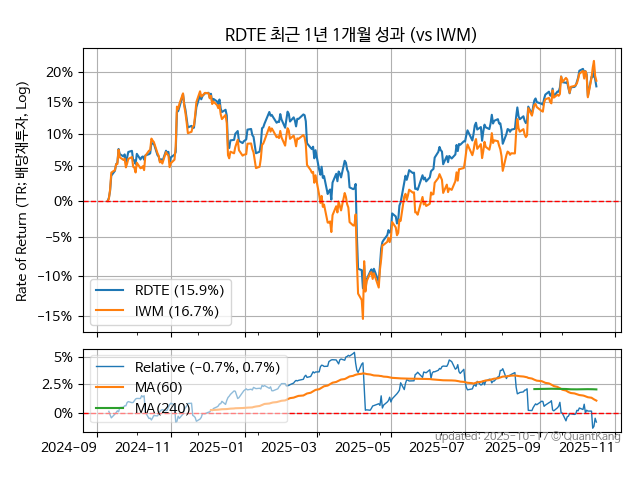 RDTE 최근 1년 1개월 성과 (vs IWM)
Rate of Return (TR: 배당재투자, Log)
20%
15%
10%
5%
0%
−5%
−10%
−15%
RDTE (15.9%)
IWM (16.7%)
5%
2.5%
0%
Relative (−0.7%, 0.7%)
MA(60)
MA(240)
2024−09
2024−11
2025−01
2025−03
2025−05
2025−07
2025−09
2025−11
updated: 2025−10−17 © QuantKang